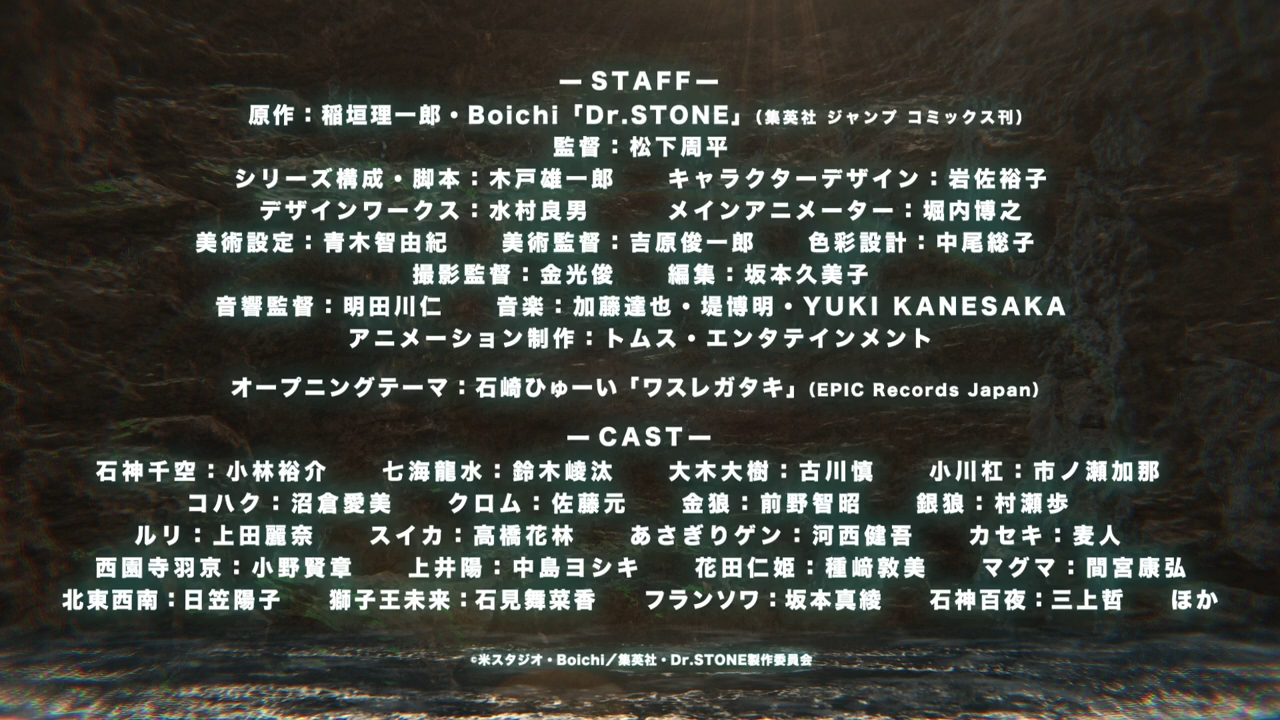 — STAFF —
原作：稲垣理一郎・Boichi「Dr.STONE」（集英社 ジャンプ コミックス刊）
監督：松下周平
シリーズ構成・脚本：木戸雄一郎　キャラクターデザイン：岩佐裕子
デザインワークス：水村良男　メインアニメーター：堀内博之
美術設定：青木智由紀　美術監督：吉原俊一郎　色彩設計：中尾総子
撮影監督：金光俊　編集：坂本久美子
音響監督：明田川仁　音楽：加藤達也・堤博明・YUKI KANESAKA
アニメーション制作：トムス・エンタテインメント
オープニングテーマ：石崎ひゅーい「ワスレガタキ」（EPIC Records Japan）
— CAST —
石神千空：小林裕介　七海龍水：鈴木崚汰　大木大樹：古川慎　小川杠：市ノ瀬加那
コハク：沼倉愛美　クロム：佐藤元　金狼：前野智昭　銀狼：村瀬歩
ルリ：上田麗奈　スイカ：高橋花林　あさぎりゲン：河西健吾　カセキ：麦人
西園寺羽京：小野賢章　上井陽：中島ヨシキ　花田仁姫：種﨑敦美　マグマ：間宮康弘
北東西南：日笠陽子　獅子王未来：石見舞菜香　フランソワ：坂本真綾　石神百夜：三上哲　ほか
©米スタジオ・Boichi／集英社・Dr.STONE製作委員会